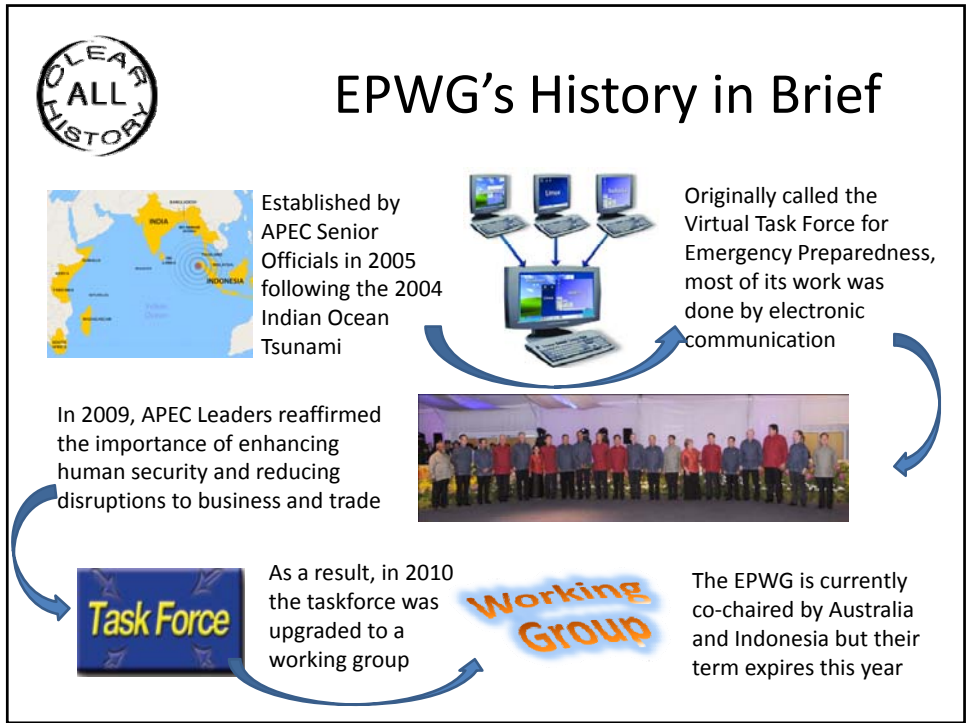 CLEAR
ALL
HISTORY
EPWG's History in Brief
INDIA
INDONESIA
Indian
Ocean
Established by
APEC Senior
Officials in 2005
following the 2004
Indian Ocean
Tsunami
Linux
Originally called the
Virtual Task Force for
Emergency Preparedness,
most of its work was
done by electronic
communication
In 2009, APEC Leaders reaffirmed
the importance of enhancing
human security and reducing
disruptions to business and trade
Task Force
As a result, in 2010
the taskforce was
upgraded to a
working group
Working
Group
The EPWG is currently
co-chaired by Australia
and Indonesia but their
term expires this year